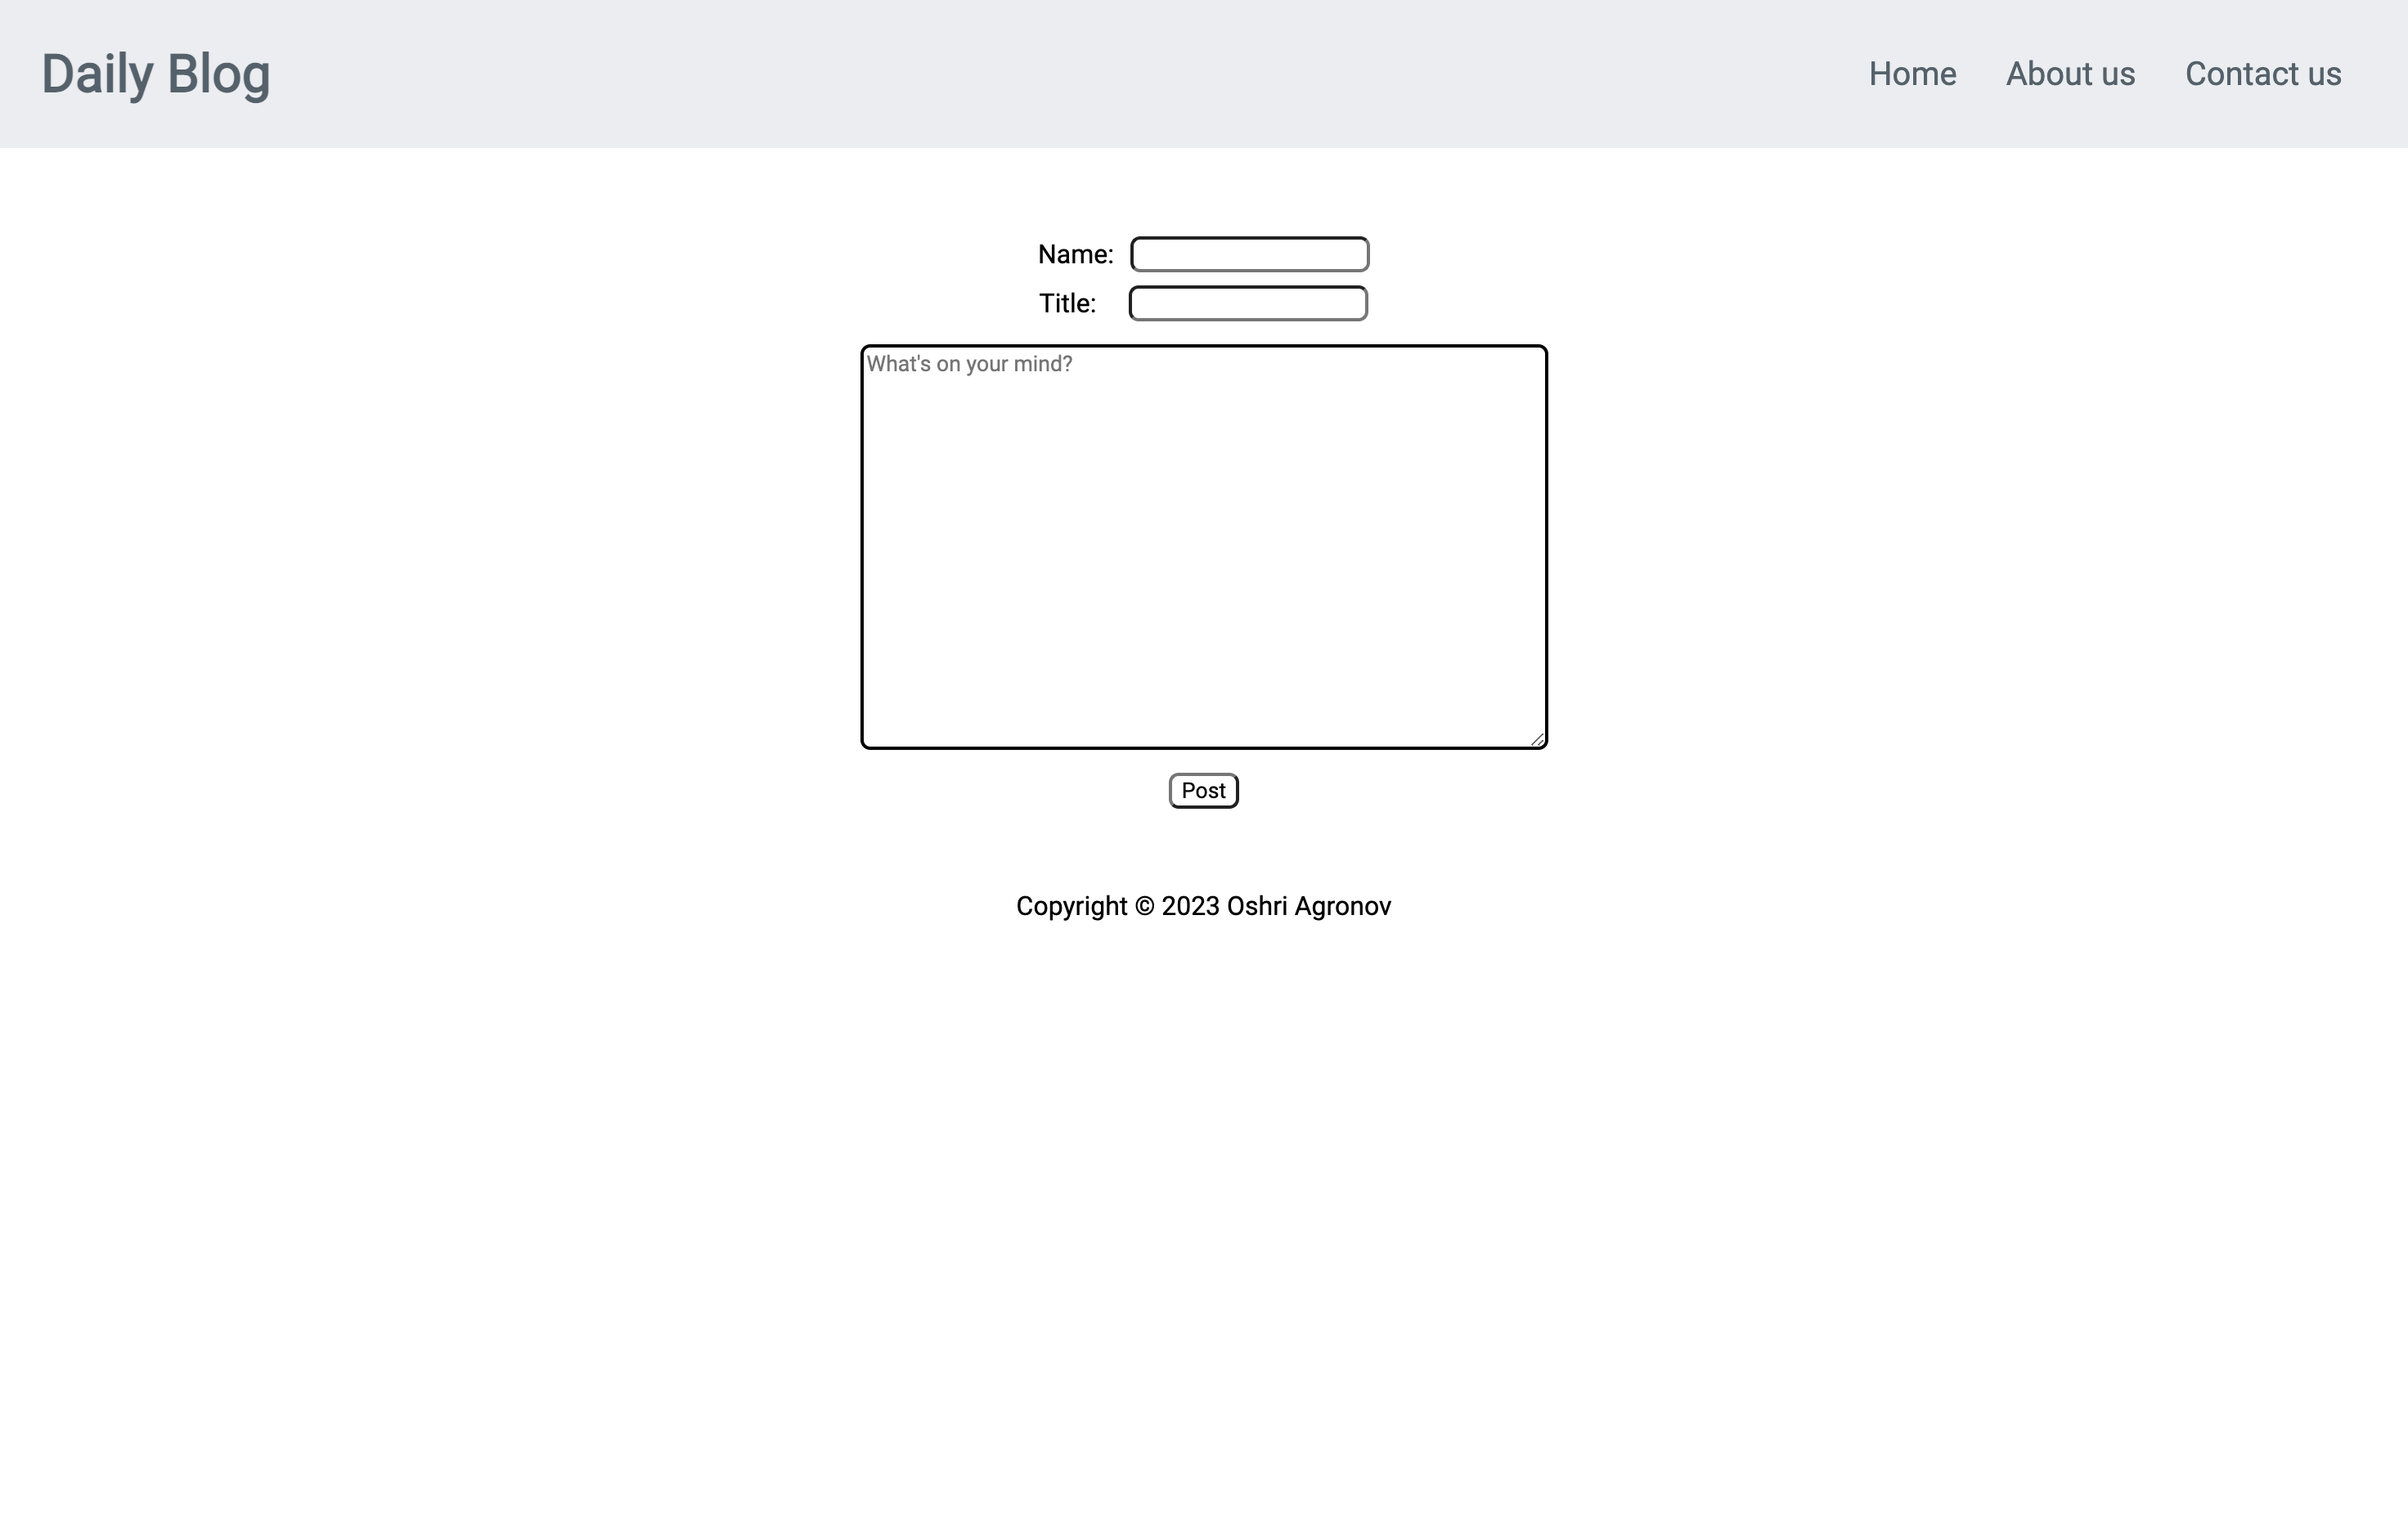 Daily Blog
Home About us Contact us
Name:
Title:
What's on your mind?
Post
Copyright © 2023 Oshri Agronov